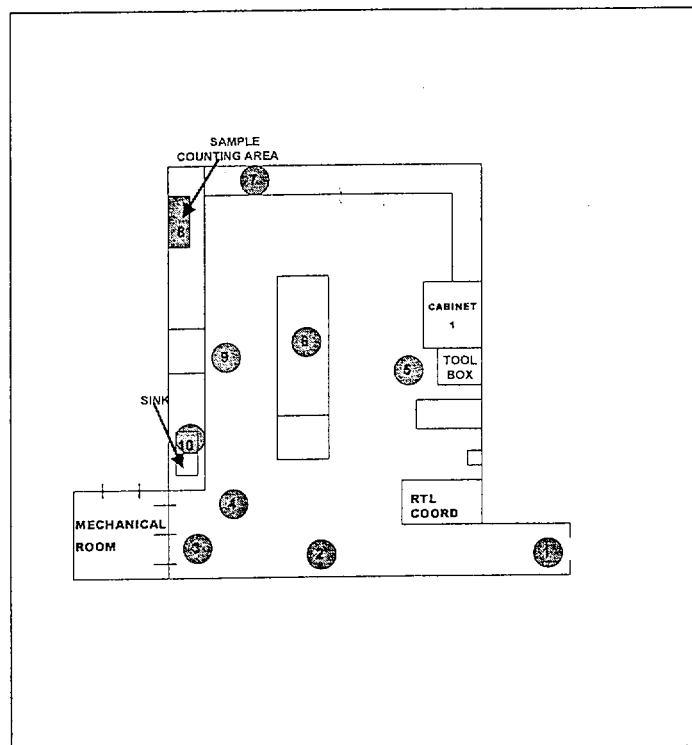 SAMPLE
COUNTING AREA
7
8
CABINET
1
6
9
5
TOOL
BOX
SINK
10
4
RTL
COORD
MECHANICAL
ROOM
3
2
1